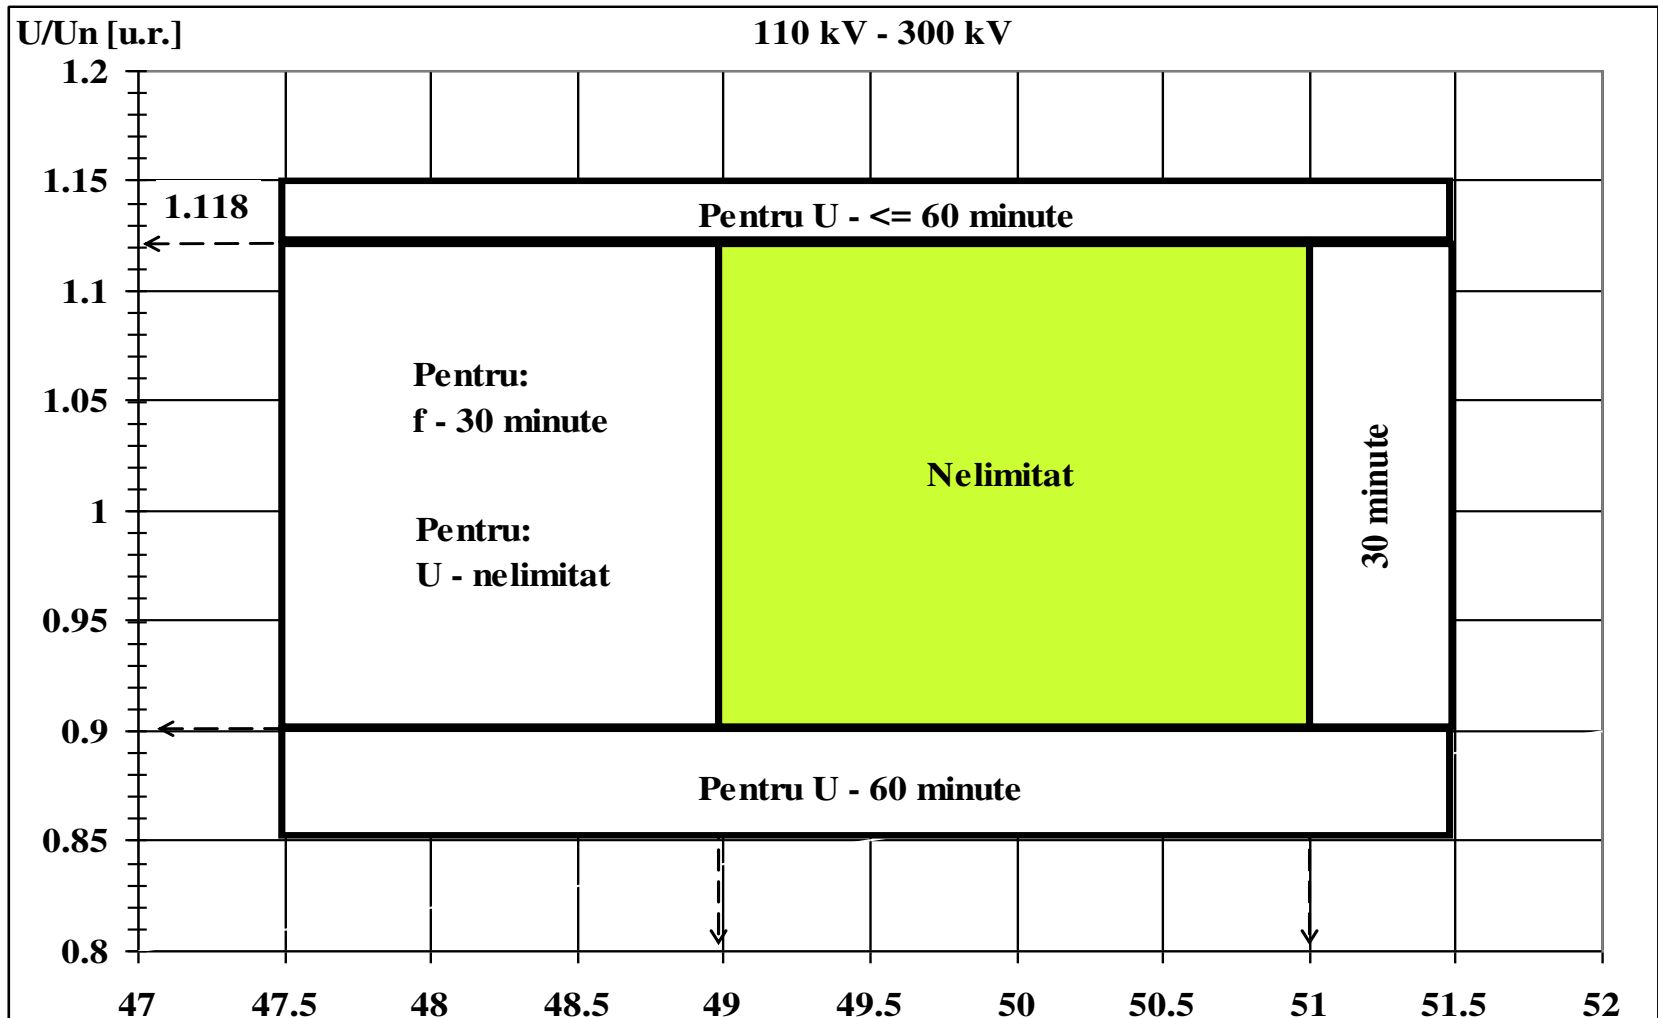 U/Un [u.r.]
110 kV - 300 kV
1.2
1.15
1.118
Pentru U - <= 60 minute
1.1
Pentru:
f - 30 minute
1.05
Nelimitat
30 minute
1
Pentru:
U - nelimitat
0.95
0.9
Pentru U - 60 minute
0.85
0.8
47 47.5 48 48.5 49 49.5 50 50.5 51 51.5 52